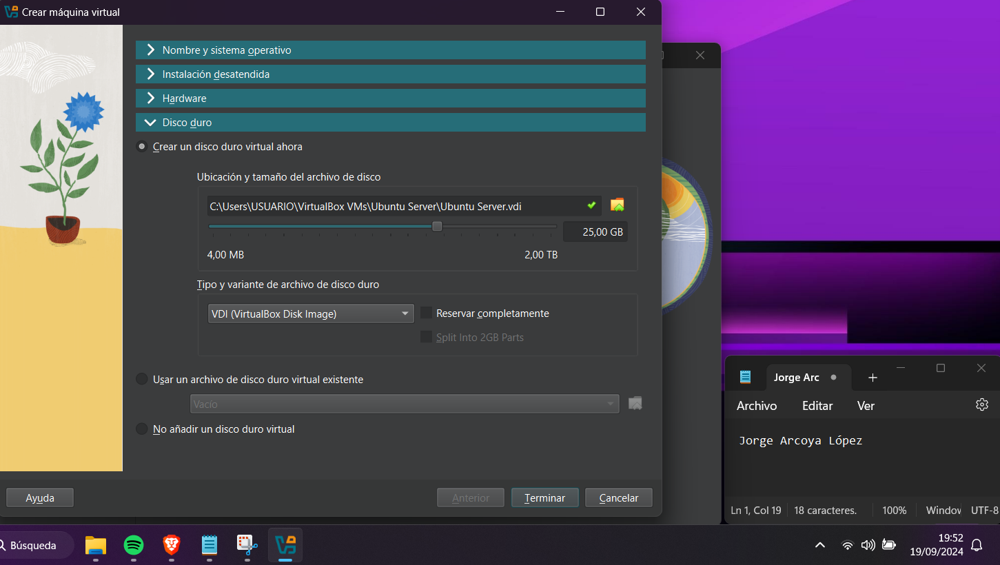 Crear máquina virtual
Nombre y sistema operativo
Instalación desatendida
Hardware
Disco duro
Crear un disco duro virtual ahora
Ubicación y tamaño del archivo de disco
C:\Users\USUARIO\VirtualBox VMs\Ubuntu Server\Ubuntu Server.vdi
25,00 GB
4,00 MB 2,00 TB
Tipo y variante de archivo de disco duro
VDI (VirtualBox Disk Image) Reservar completamente
Split Into 2GB Parts
Usar un archivo de disco duro virtual existente
Vacío
No añadir un disco duro virtual
Ayuda Anterior Terminar Cancelar
Jorge Arc
Archivo Editar Ver
Jorge Arcoya López
Ln 1, Col 19 18 caracteres. 100% Window UTF-8
Búsqueda
19:52
19/09/2024